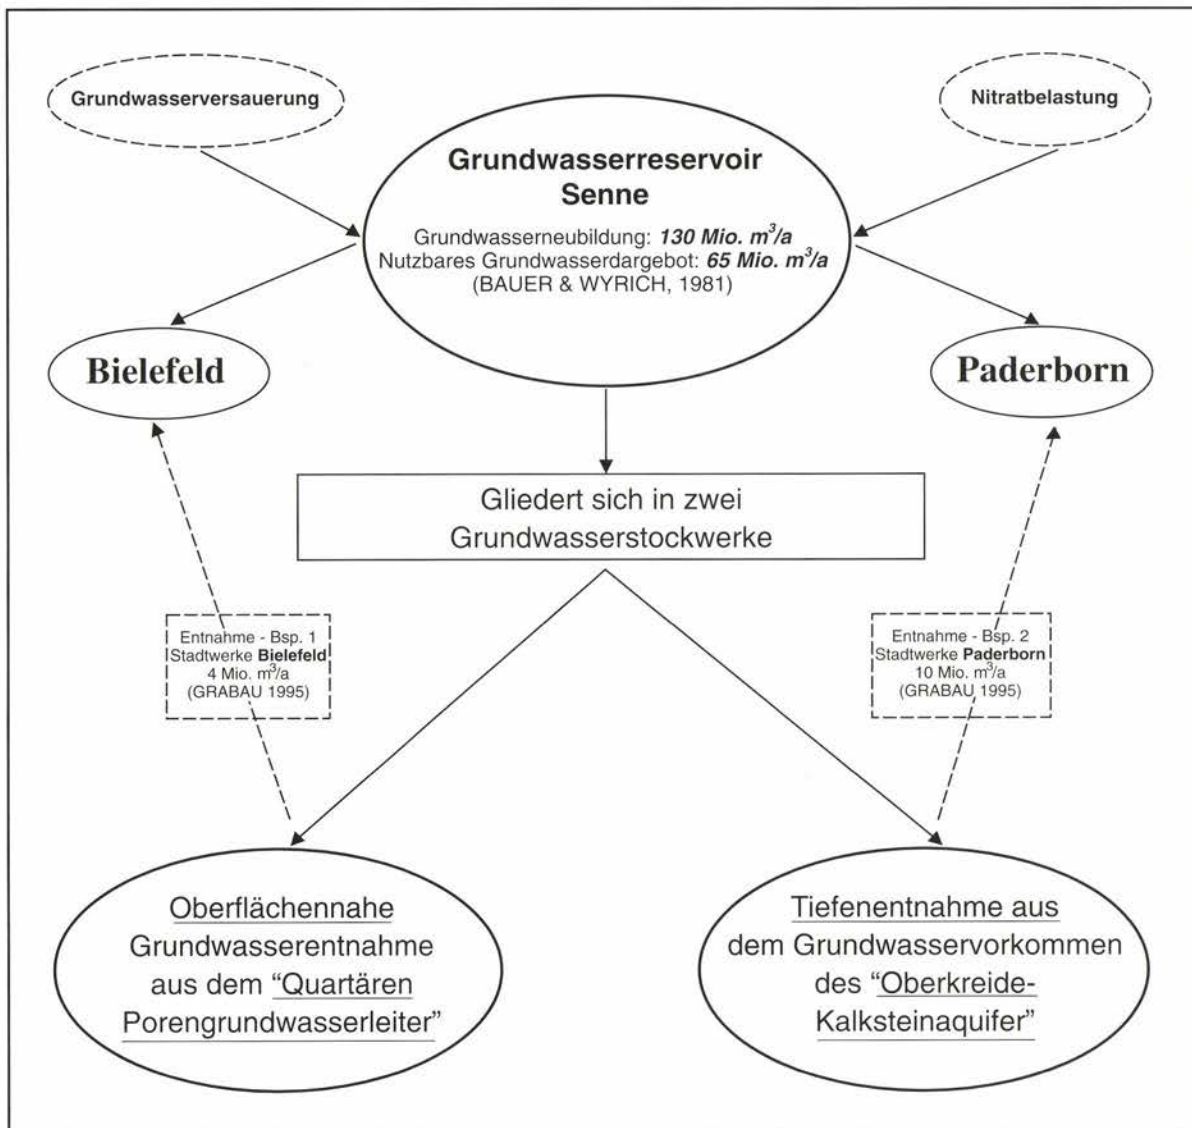 Grundwasserversauerung
Nitratbelastung
Grundwasserreservoir
Senne
Grundwasserneubildung: 130 Mio. m³/a
Nutzbares Grundwasserdargebot: 65 Mio. m³/a
(BAUER & WYRICH, 1981)
Bielefeld
Paderborn
Gliedert sich in zwei
Grundwasserstockwerke
Entnahme - Bsp. 1
Stadtwerke Bielefeld
4 Mio. m³/a
(GRABAU 1995)
Entnahme - Bsp. 2
Stadtwerke Paderborn
10 Mio. m³/a
(GRABAU 1995)
Oberflächennahe
Grundwasserentnahme
aus dem “Quartären
Porengrundwasserleiter”
Tiefenentnahme aus
dem Grundwasservorkommen
des “Oberkreide-
Kalksteinaquifer”